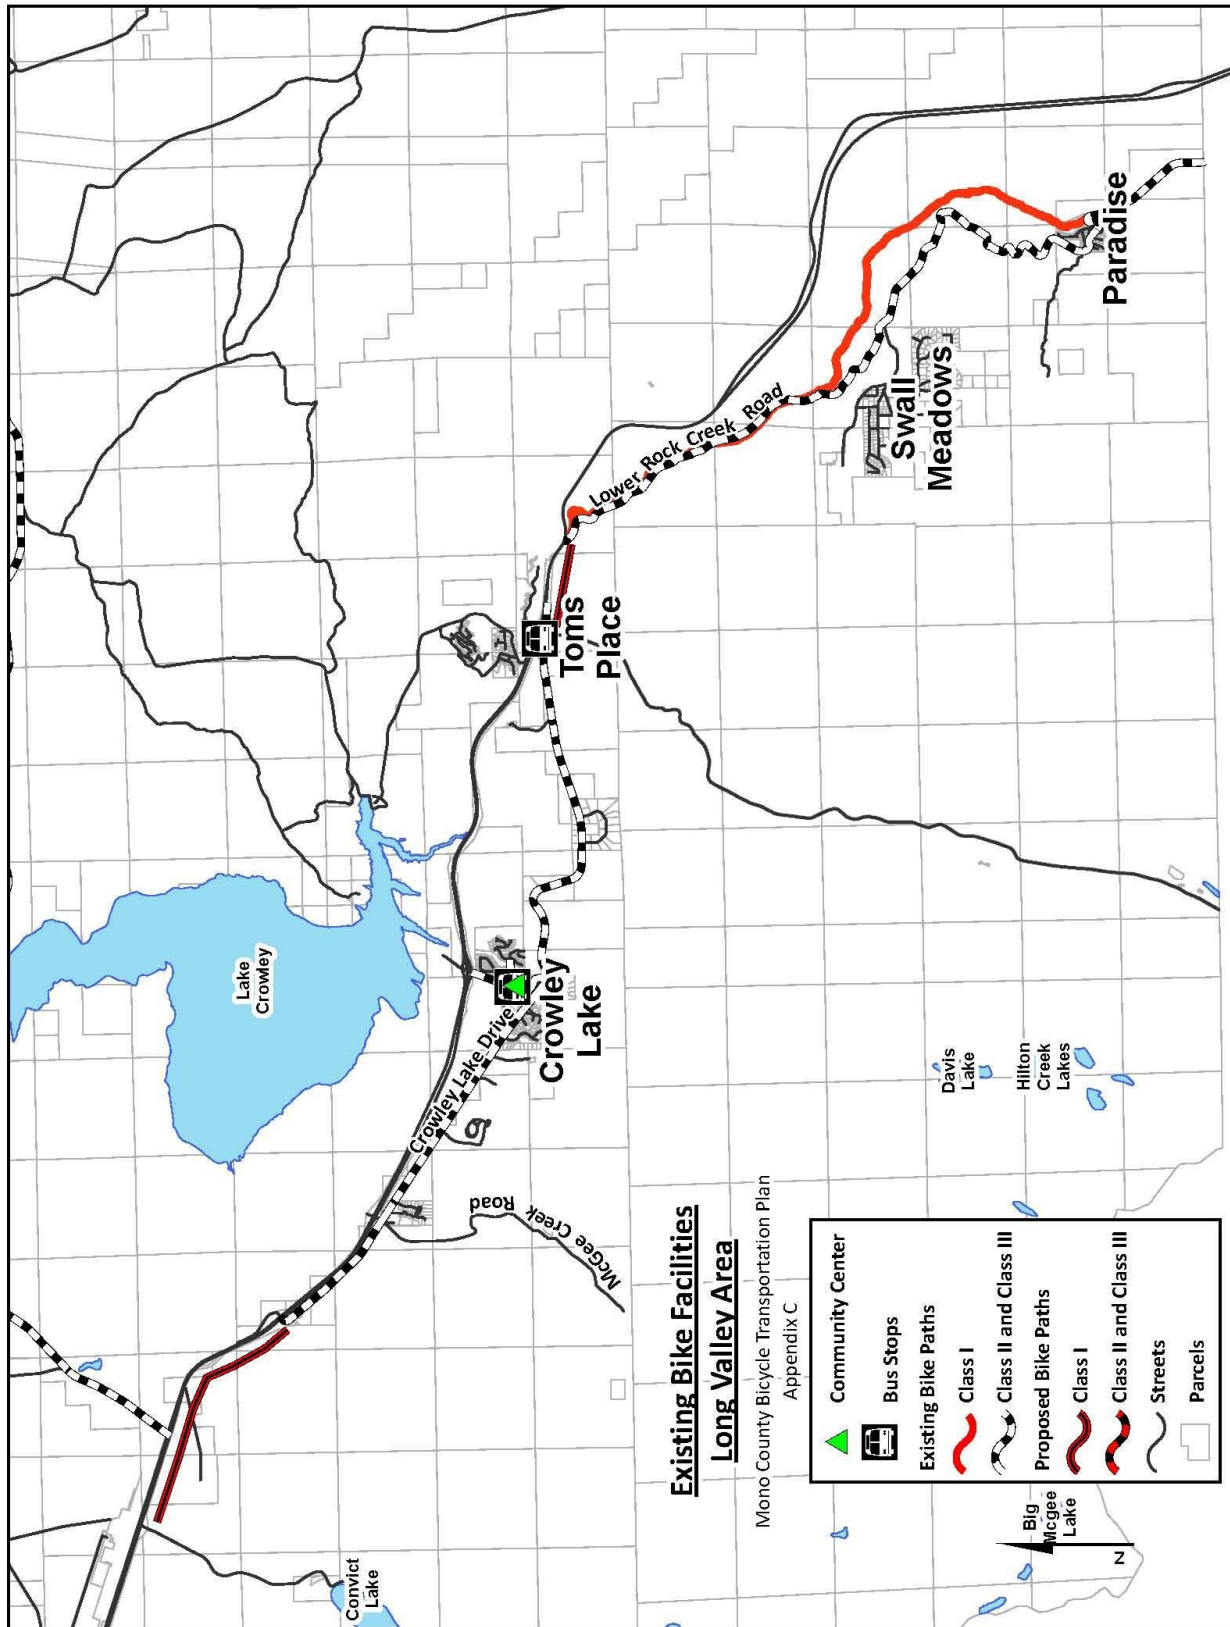 Existing Bike Facilities
Long Valley Area
Mono County Bicycle Transportation Plan
Appendix C
Community Center
Bus Stops
Existing Bike Paths
Class I
Class II and Class III
Proposed Bike Paths
Class I
Class II and Class III
Streets
Parcels
N
Convict
Lake
Big
Mcgee
Lake
McGee Creek Road
Crowley Lake Drive
Lake
Crowley
Crowley
Lake
Davis
Lake
Hilton
Creek
Lakes
Toms
Place
Lower Rock Creek Road
Swall
Meadows
Paradise